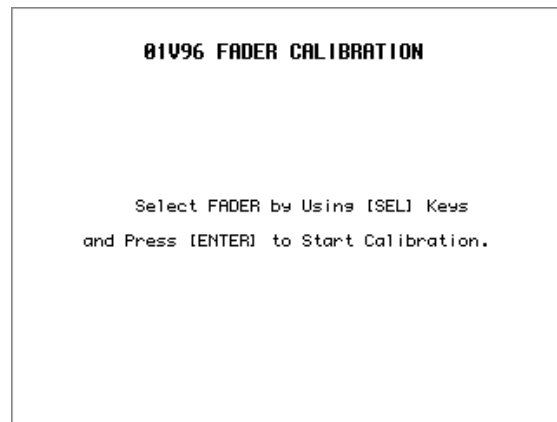 01V96 FADER CALIBRATION
Select FADER by Using [SEL] Keys
and Press [ENTER] to Start Calibration.